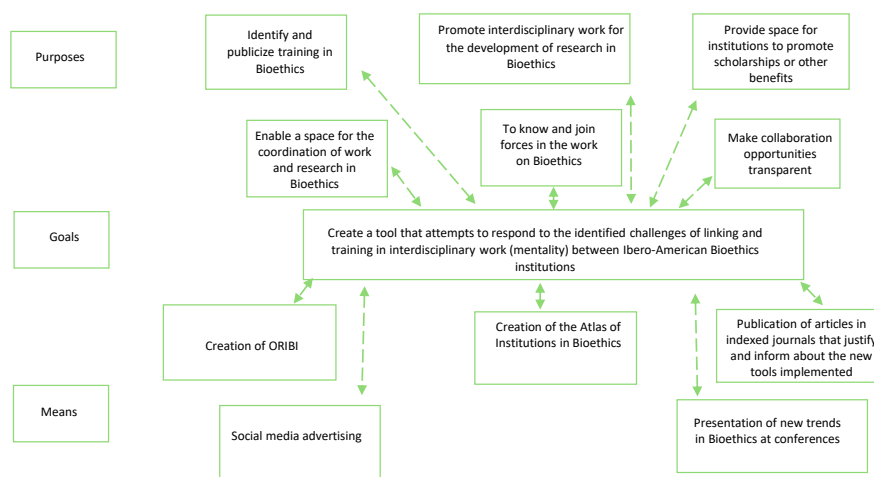 Purposes
Identify and
publicize training in
Bioethics
Promote interdisciplinary work for
the development of research in
Bioethics
Provide space for
institutions to promote
scholarships or other
benefits
Enable a space for the
coordination of work
and research in
Bioethics
To know and join
forces in the work
on Bioethics
Make collaboration
opportunities
transparent
Goals
Create a tool that attempts to respond to the identified challenges of linking and
training in interdisciplinary work (mentality) between Ibero-American Bioethics
institutions
Creation of ORIBI
Creation of the Atlas of
Institutions in Bioethics
Publication of articles in
indexed journals that justify
and inform about the new
tools implemented
Means
Social media advertising
Presentation of new trends
in Bioethics at conferences